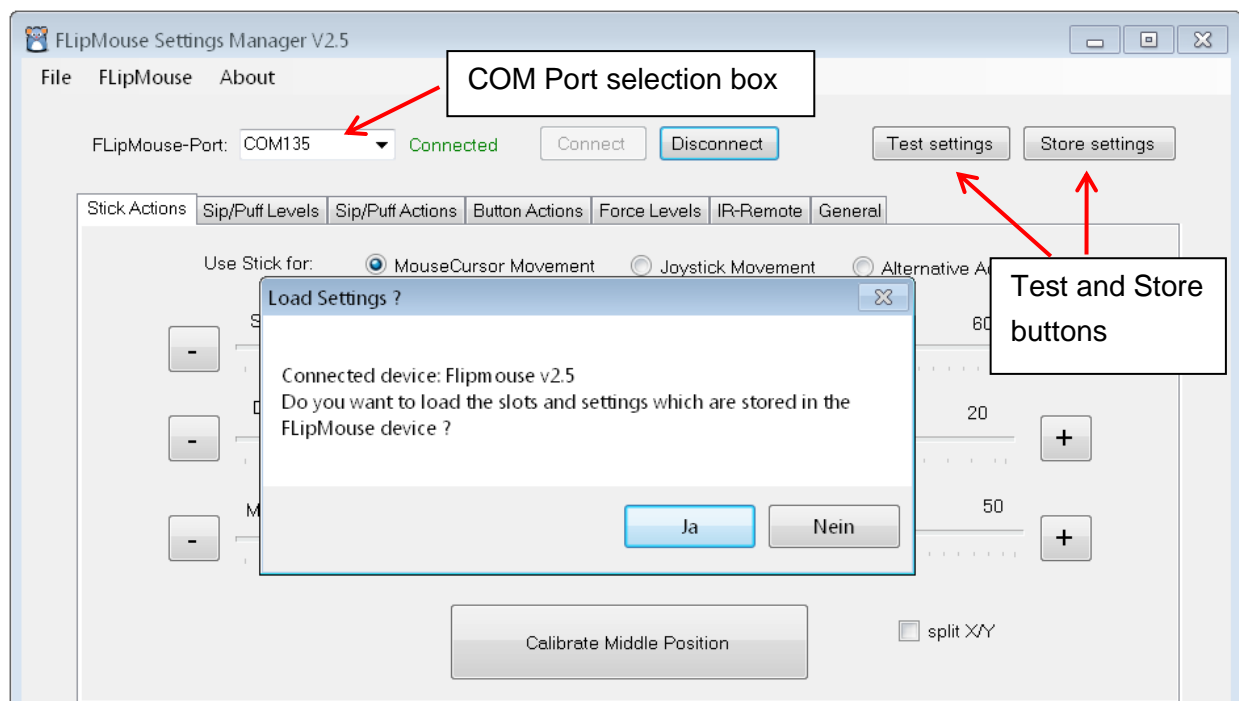 FLipMouse Settings Manager V2.5
File FLipMouse About
COM Port selection box
FLipMouse-Port: COM135 Connected Connect Disconnect Test settings Store settings
Stick Actions Sip/Puff Levels Sip/Puff Actions Button Actions Force Levels IR-Remote General
Use Stick for: MouseCursor Movement Joystick Movement Alternative
Test and Store
buttons
Load Settings ?
S 60
-
Connected device: Flipmouse v2.5
Do you want to load the slots and settings which are stored in the
FLipMouse device ?
D 20
- +
M 50
Ja Nein
- +
Calibrate Middle Position split X/Y